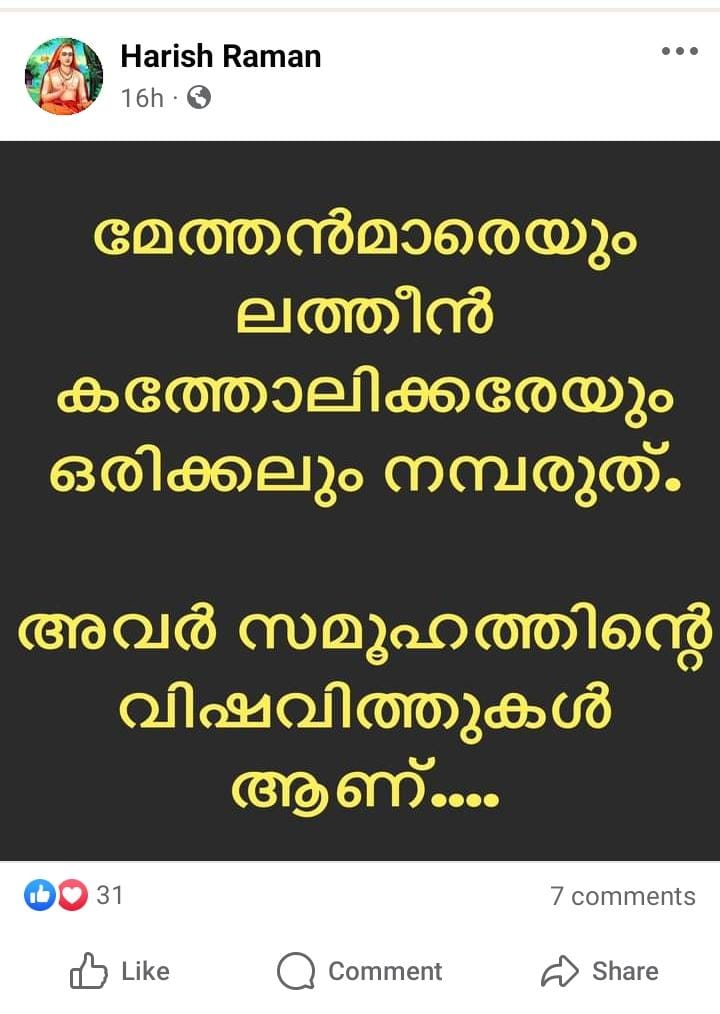 Harish Raman
16h ·
മേത്തൻമാരെയും
ലത്തീൻ
കത്തോലിക്കരേയും
ഒരിക്കലും നമ്പരുത്.
അവർ സമൂഹത്തിന്റെ
വിഷവിത്തുകൾ
ആണ്....
31 7 comments
Like Comment Share